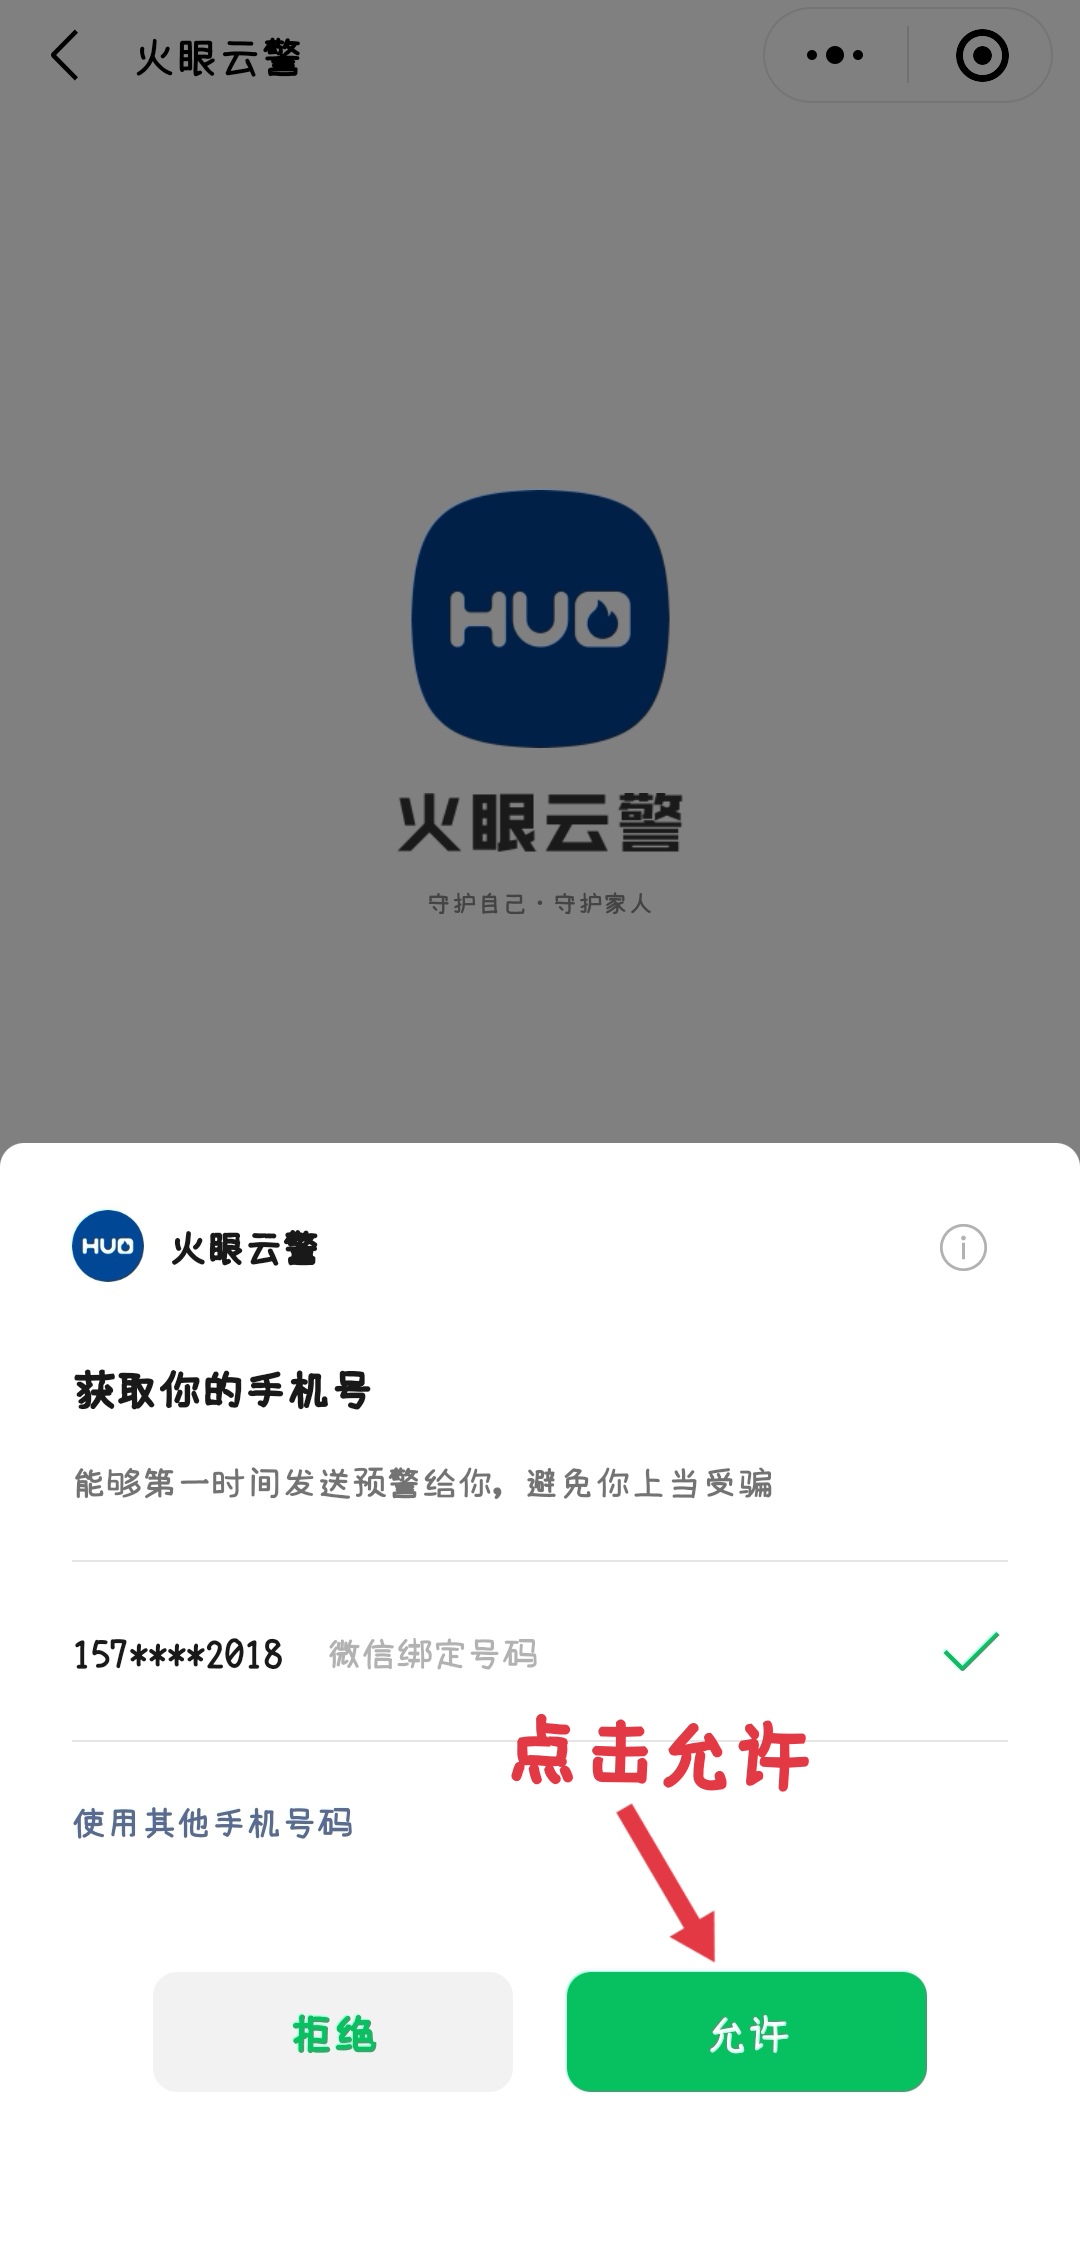 火眼云警
HUO
火眼云警
守护自己·守护家人
HUO
火眼云警
获取你的手机号
能够第一时间发送预警给你，避免你上当受骗
157****2018 微信绑定号码
点击允许
使用其他手机号码
拒绝
允许